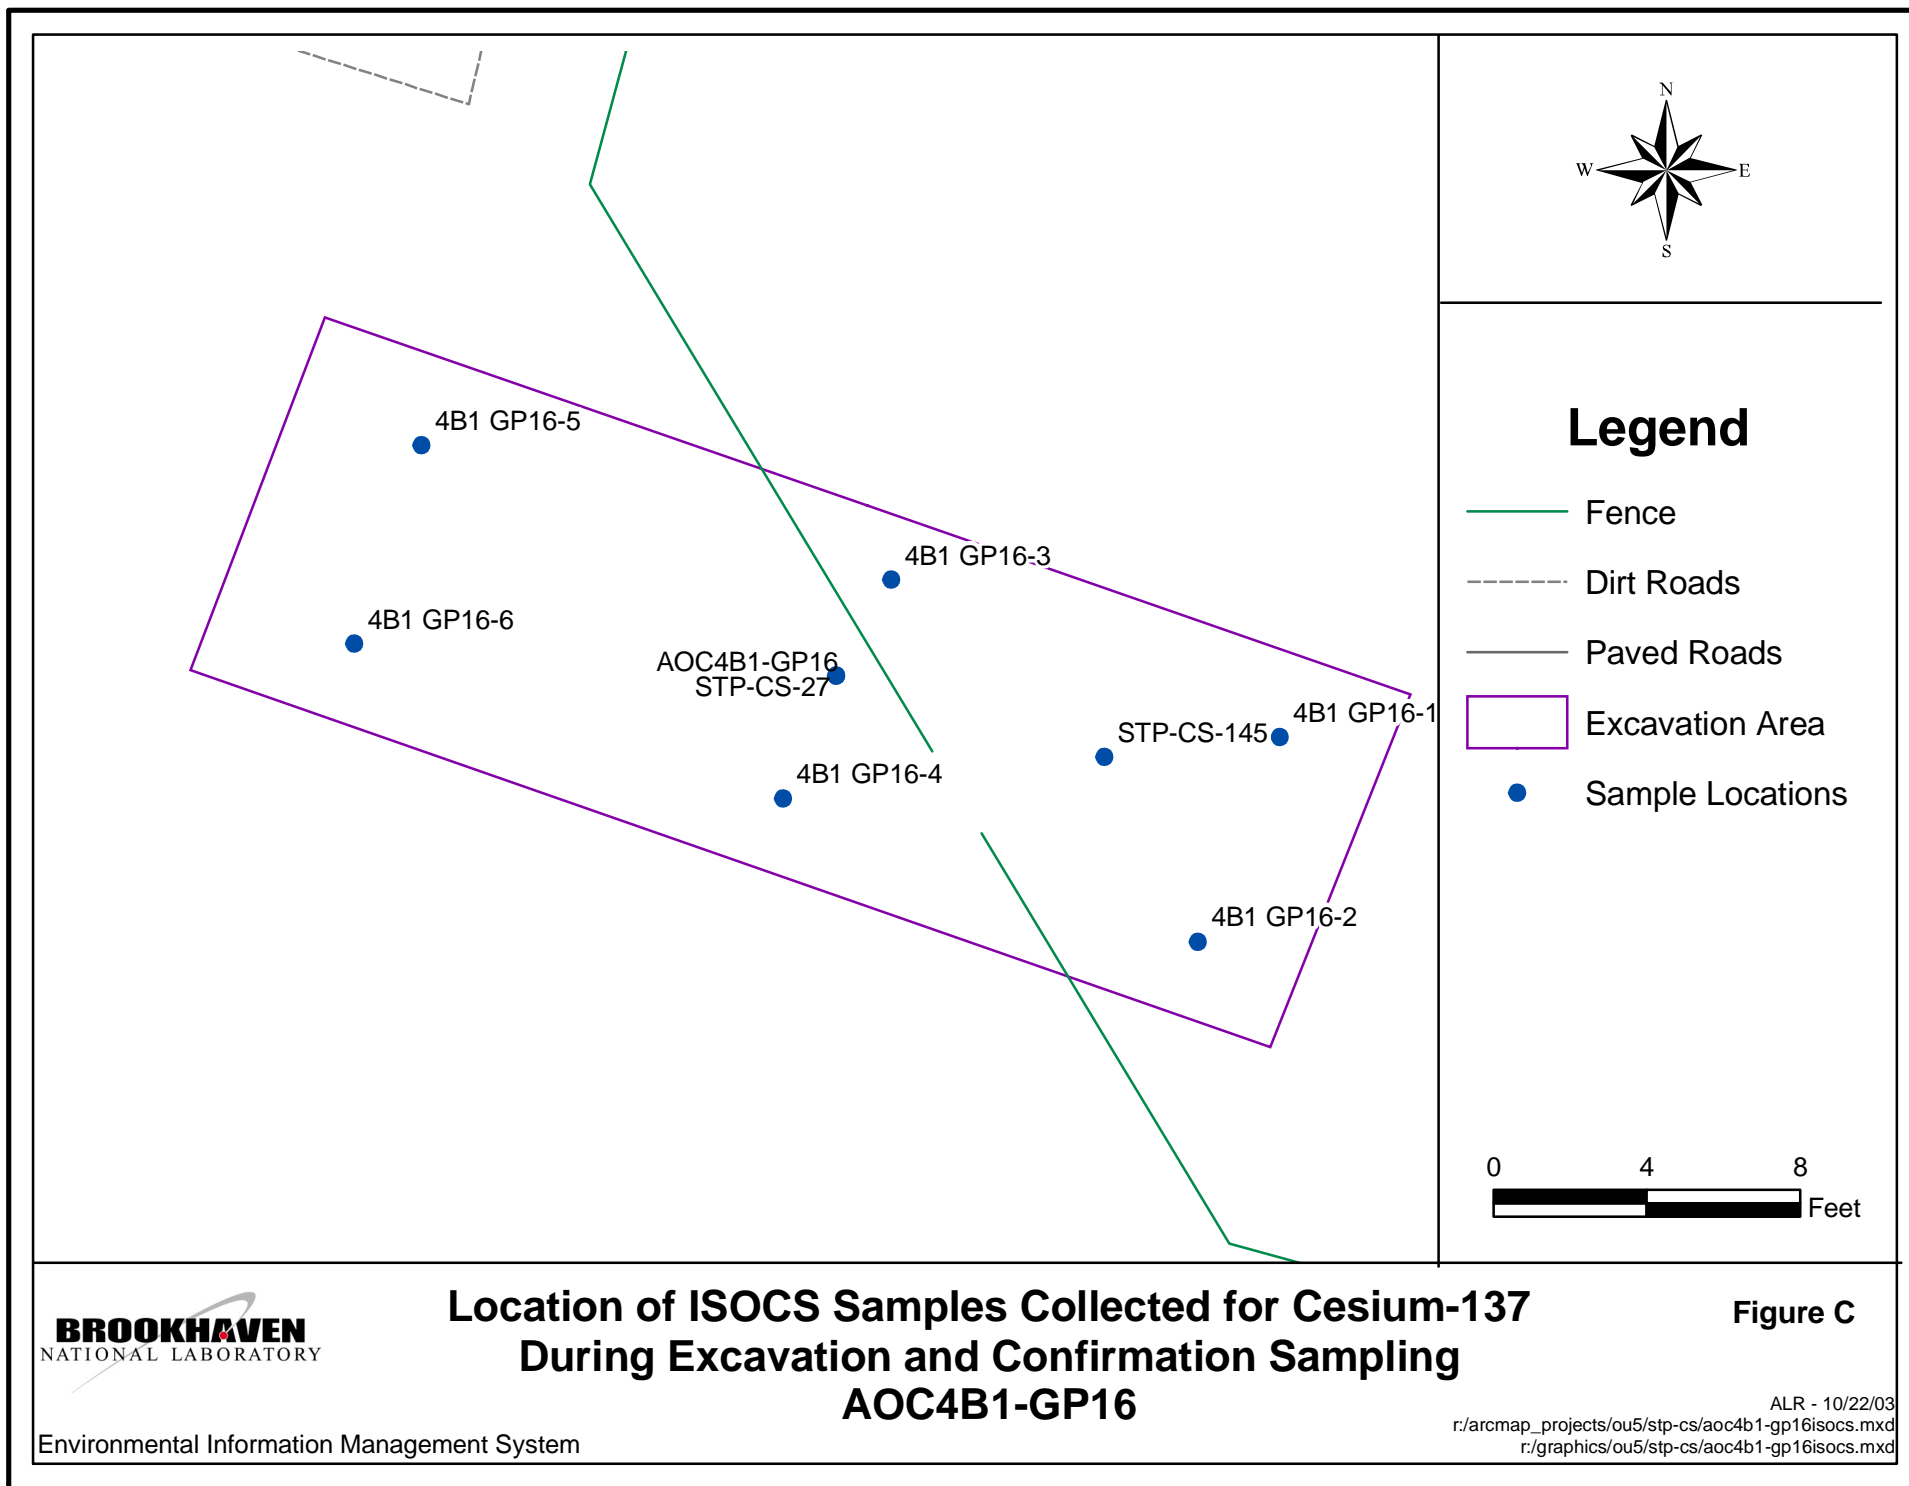 N
W
E
S
4B1 GP16-5
4B1 GP16-3
4B1 GP16-6
AOC4B1-GP16
STP-CS-27
4B1 GP16-1
STP-CS-145
4B1 GP16-4
4B1 GP16-2
Legend
Fence
Dirt Roads
Paved Roads
Excavation Area
Sample Locations
0 4 8
Feet
BROOKHAVEN
NATIONAL LABORATORY
Location of ISOCS Samples Collected for Cesium-137
During Excavation and Confirmation Sampling
AOC4B1-GP16
Figure C
Environmental Information Management System
ALR - 10/22/03
r:/arcmap_projects/ou5/stp-cs/aoc4b1-gp16isocs.mxd
r:/graphics/ou5/stp-cs/aoc4b1-gp16isocs.mxd